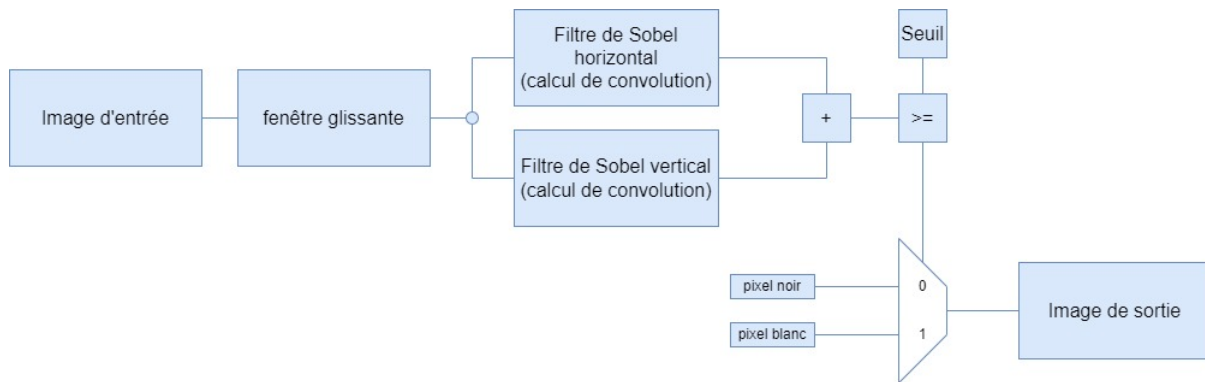 Image d'entrée
fenêtre glissante
Filtre de Sobel
horizontal
(calcul de convolution)
Filtre de Sobel vertical
(calcul de convolution)
+
Seuil
>=
pixel noir
pixel blanc
0
1
Image de sortie